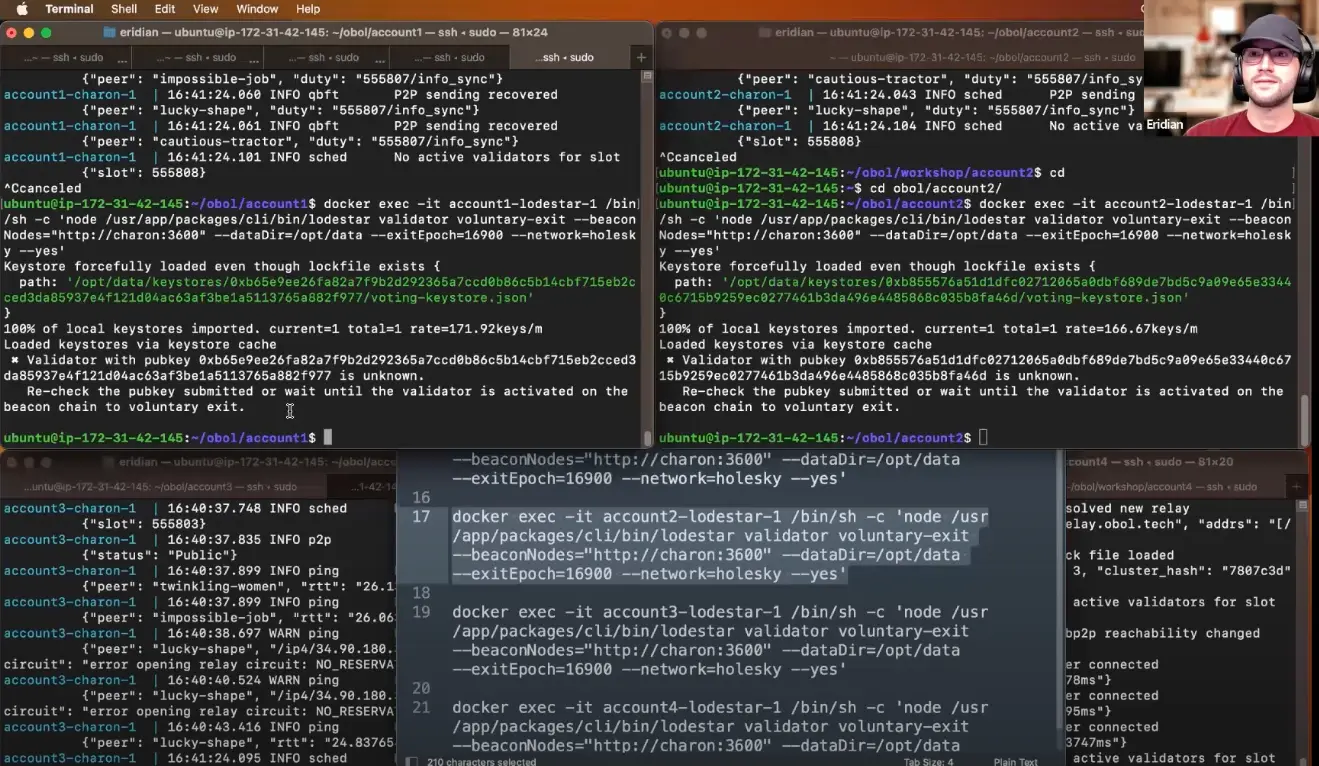 Terminal Shell Edit View Window Help
eridian — ubuntu@ip-172-31-42-145: ~/obol/account1 — ssh ◂ sudo — 81×24
...~ — ssh ◂ sudo ... ...~ — ssh ◂ sudo ... ...ssh ◂ sudo ... ...— ssh ◂ sudo ... ...ssh ◂ sudo +
{"peer": "impossible-job", "duty": "555807/info_sync"}
account1-charon-1 | 16:41:24.060 INFO qbft P2P sending recovered
{"peer": "lucky-shape", "duty": "555807/info_sync"}
account1-charon-1 | 16:41:24.061 INFO qbft P2P sending recovered
{"peer": "cautious-tractor", "duty": "555807/info_sync"}
account1-charon-1 | 16:41:24.101 INFO sched No active validators for slot
{"slot": 555808}
^Ccanceled
ubuntu@ip-172-31-42-145:~/obol/account1$ docker exec -it account1-lodestar-1 /bin
/sh -c 'node /usr/app/packages/cli/bin/lodestar validator voluntary-exit --beacon
Nodes="http://charon:3600" --dataDir=/opt/data --exitEpoch=16900 --network=holesk
y --yes'
Keystore forcefully loaded even though lockfile exists {
path: '/opt/data/keystores/0xb65e9ee26fa82a7f9b2d292365a7ccd0b86c5b14cbf715eb2c
ced3da85937e4f121d04ac63af3be1a5113765a882f977/voting-keystore.json'
}
100% of local keystores imported. current=1 total=1 rate=171.92keys/m
Loaded keystores via keystore cache
✖ Validator with pubkey 0xb65e9ee26fa82a7f9b2d292365a7ccd0b86c5b14cbf715eb2cced3
da85937e4f121d04ac63af3be1a5113765a882f977 is unknown.
Re-check the pubkey submitted or wait until the validator is activated on the
beacon chain to voluntary exit.
ubuntu@ip-172-31-42-145:~/obol/account1$
eridian — ubuntu@ip-172-31-42-145: ~/obol/account2 — ssh ◂ sudo —
~ — ubuntu@ip-172-31-42-145: ~/obol/account2 — ssh ◂ sudo
{"peer": "cautious-tractor", "duty": "555807/info_sy
account2-charon-1 | 16:41:24.043 INFO sched P2P sending
{"peer": "lucky-shape", "duty": "555807/info_sync"}
account2-charon-1 | 16:41:24.104 INFO sched No active va
{"slot": 555808}
^Ccanceled
ubuntu@ip-172-31-42-145:~/obol/workshop/account2$ cd
ubuntu@ip-172-31-42-145:~$ cd obol/account2/
ubuntu@ip-172-31-42-145:~/obol/account2$ docker exec -it account2-lodestar-1 /bin
/sh -c 'node /usr/app/packages/cli/bin/lodestar validator voluntary-exit --beacon
Nodes="http://charon:3600" --dataDir=/opt/data --exitEpoch=16900 --network=holesk
y --yes'
Keystore forcefully loaded even though lockfile exists {
path: '/opt/data/keystores/0xb855576a51d1dfc02712065a0dbf689de7bd5c9a09e65e3344
0c6715b9259ec0277461b3da496e4485868c035b8fa46d/voting-keystore.json'
}
100% of local keystores imported. current=1 total=1 rate=166.67keys/m
Loaded keystores via keystore cache
✖ Validator with pubkey 0xb855576a51d1dfc02712065a0dbf689de7bd5c9a09e65e33440c67
15b9259ec0277461b3da496e4485868c035b8fa46d is unknown.
Re-check the pubkey submitted or wait until the validator is activated on the
beacon chain to voluntary exit.
ubuntu@ip-172-31-42-145:~/obol/account2$
Eridian
eridian — ubuntu@ip-172-31-42-145: ~/obol/acco
...untu@ip-172-31-42-145: ~/obol/account3 — ssh ◂ sudo ...1-42-14
account3-charon-1 | 16:40:37.748 INFO sched
{"slot": 555803}
account3-charon-1 | 16:40:37.835 INFO p2p
{"status": "Public"}
account3-charon-1 | 16:40:37.899 INFO ping
{"peer": "twinkling-women", "rtt": "26.1
account3-charon-1 | 16:40:37.899 INFO ping
{"peer": "impossible-job", "rtt": "26.06
account3-charon-1 | 16:40:38.697 WARN ping
{"peer": "lucky-shape", "/ip4/34.90.180.
circuit": "error opening relay circuit: NO_RESERVA
account3-charon-1 | 16:40:40.524 WARN ping
{"peer": "lucky-shape", "/ip4/34.90.180.
circuit": "error opening relay circuit: NO_RESERVA
account3-charon-1 | 16:40:43.416 INFO ping
{"peer": "lucky-shape", "rtt": "24.83765
account3-charon-1 | 16:41:24.095 INFO sched
--beaconNodes="http://charon:3600" --dataDir=/opt/data
--exitEpoch=16900 --network=holesky --yes'
16
17 docker exec -it account2-lodestar-1 /bin/sh -c 'node /usr
/app/packages/cli/bin/lodestar validator voluntary-exit
--beaconNodes="http://charon:3600" --dataDir=/opt/data
--exitEpoch=16900 --network=holesky --yes'
18
19 docker exec -it account3-lodestar-1 /bin/sh -c 'node /usr
/app/packages/cli/bin/lodestar validator voluntary-exit
--beaconNodes="http://charon:3600" --dataDir=/opt/data
--exitEpoch=16900 --network=holesky --yes'
20
21 docker exec -it account4-lodestar-1 /bin/sh -c 'node /usr
/app/packages/cli/bin/lodestar validator voluntary-exit
--beaconNodes="http://charon:3600" --dataDir=/opt/data
210 characters selected Tab Size: 4 Plain Text
ccount4 — ssh ◂ sudo — 81×20
/obol/workshop/account4 — ssh ◂ sudo +
solved new relay
elay.obol.tech", "addrs": "[/
ck file loaded
3, "cluster_hash": "7807c3d"
active validators for slot
bp2p reachability changed
er connected
78ms"}
er connected
95ms"}
er connected
3747ms"}
active validators for slot